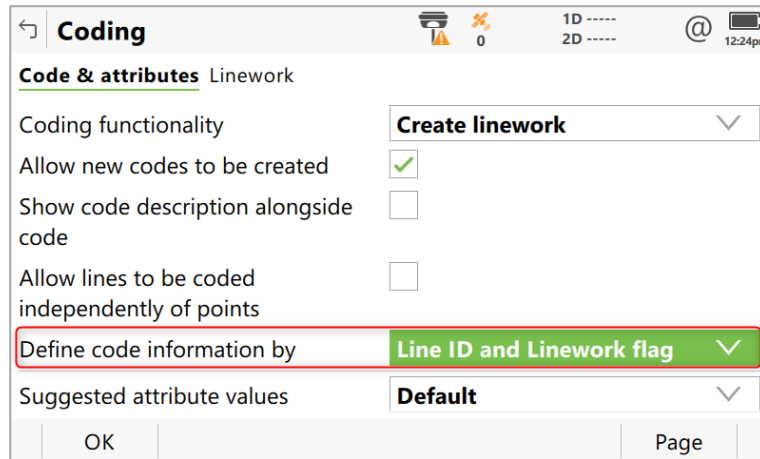 Coding
0
1D -----
2D -----
@
12:24p
Code & attributes Linework
Coding functionality Create linework
Allow new codes to be created
Show code description alongside
code
Allow lines to be coded
independently of points
Define code information by Line ID and Linework flag
Suggested attribute values Default
OK Page